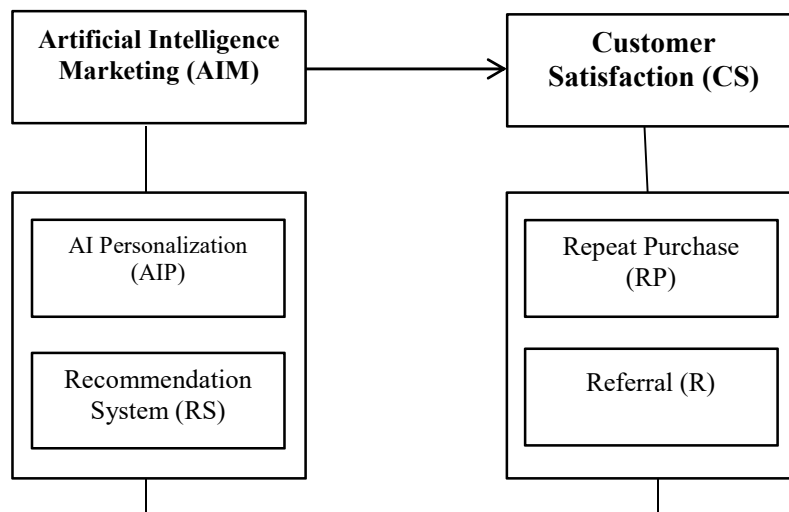 Artificial Intelligence
Marketing (AIM)
Customer
Satisfaction (CS)
AI Personalization
(AIP)
Repeat Purchase
(RP)
Recommendation
System (RS)
Referral (R)